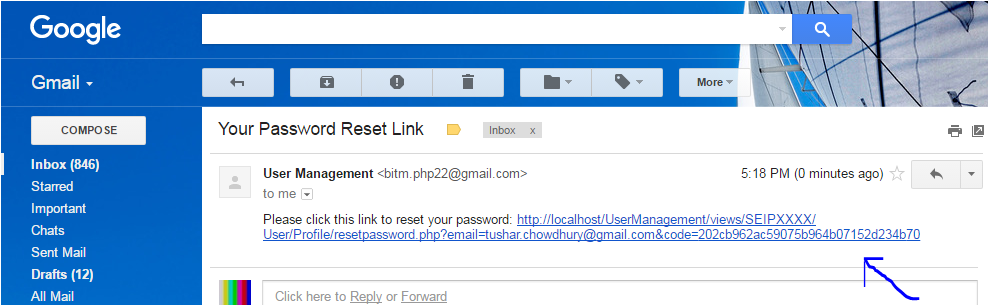 Google
Gmail
More
COMPOSE
Your Password Reset Link
Inbox x
Inbox (846)
Starred
Important
Chats
Sent Mail
Drafts (12)
All Mail
User Management <bitm.php22@gmail.com>
5:18 PM (0 minutes ago)
to me
Please click this link to reset your password: http://localhost/UserManagement/views/SEIPXXXX/
User/Profile/resetpassword.php?email=tushar.chowdhury@gmail.com&code=202cb962ac59075b964b07152d234b70
Click here to Reply or Forward